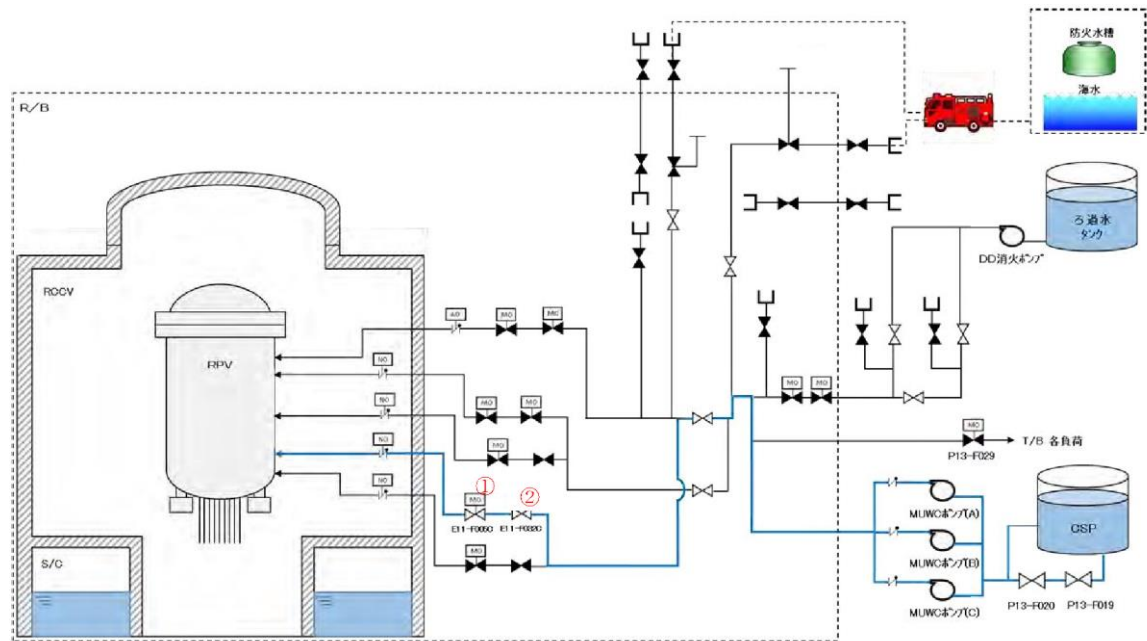 防火水槽
海水
R/B
ろ過水
タンク
DD消火ポンプ
RCCV
RPV
AO
MO
MO
NO
MO
MO
NO
MO
NO
①
MO
E11-F005C
②
E11-F032C
NO
MO
MO
MO
MO
P13-F029
T/B 各負荷
MUWCポンプ(A)
MUWCポンプ(B)
MUWCポンプ(C)
CSP
P13-F020
P13-F019
S/C